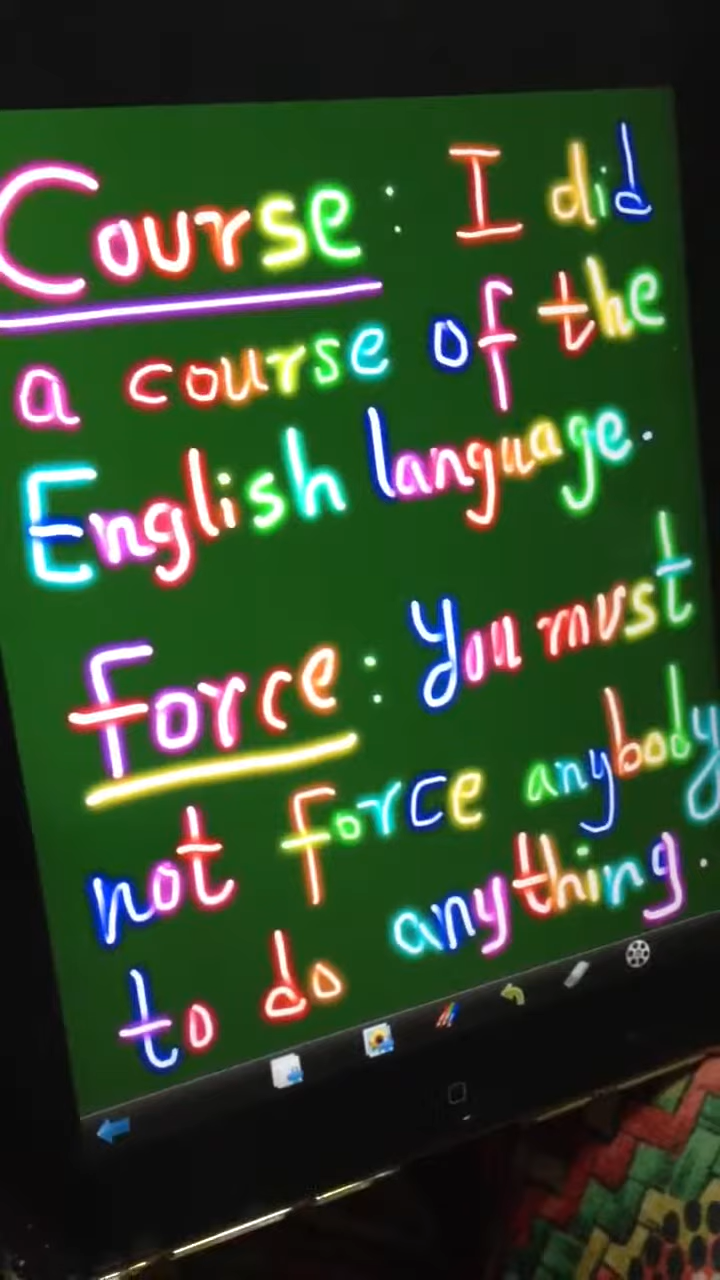 Course: I did
a course of the
English language.
Force: You must
not force anybody
to do anything.